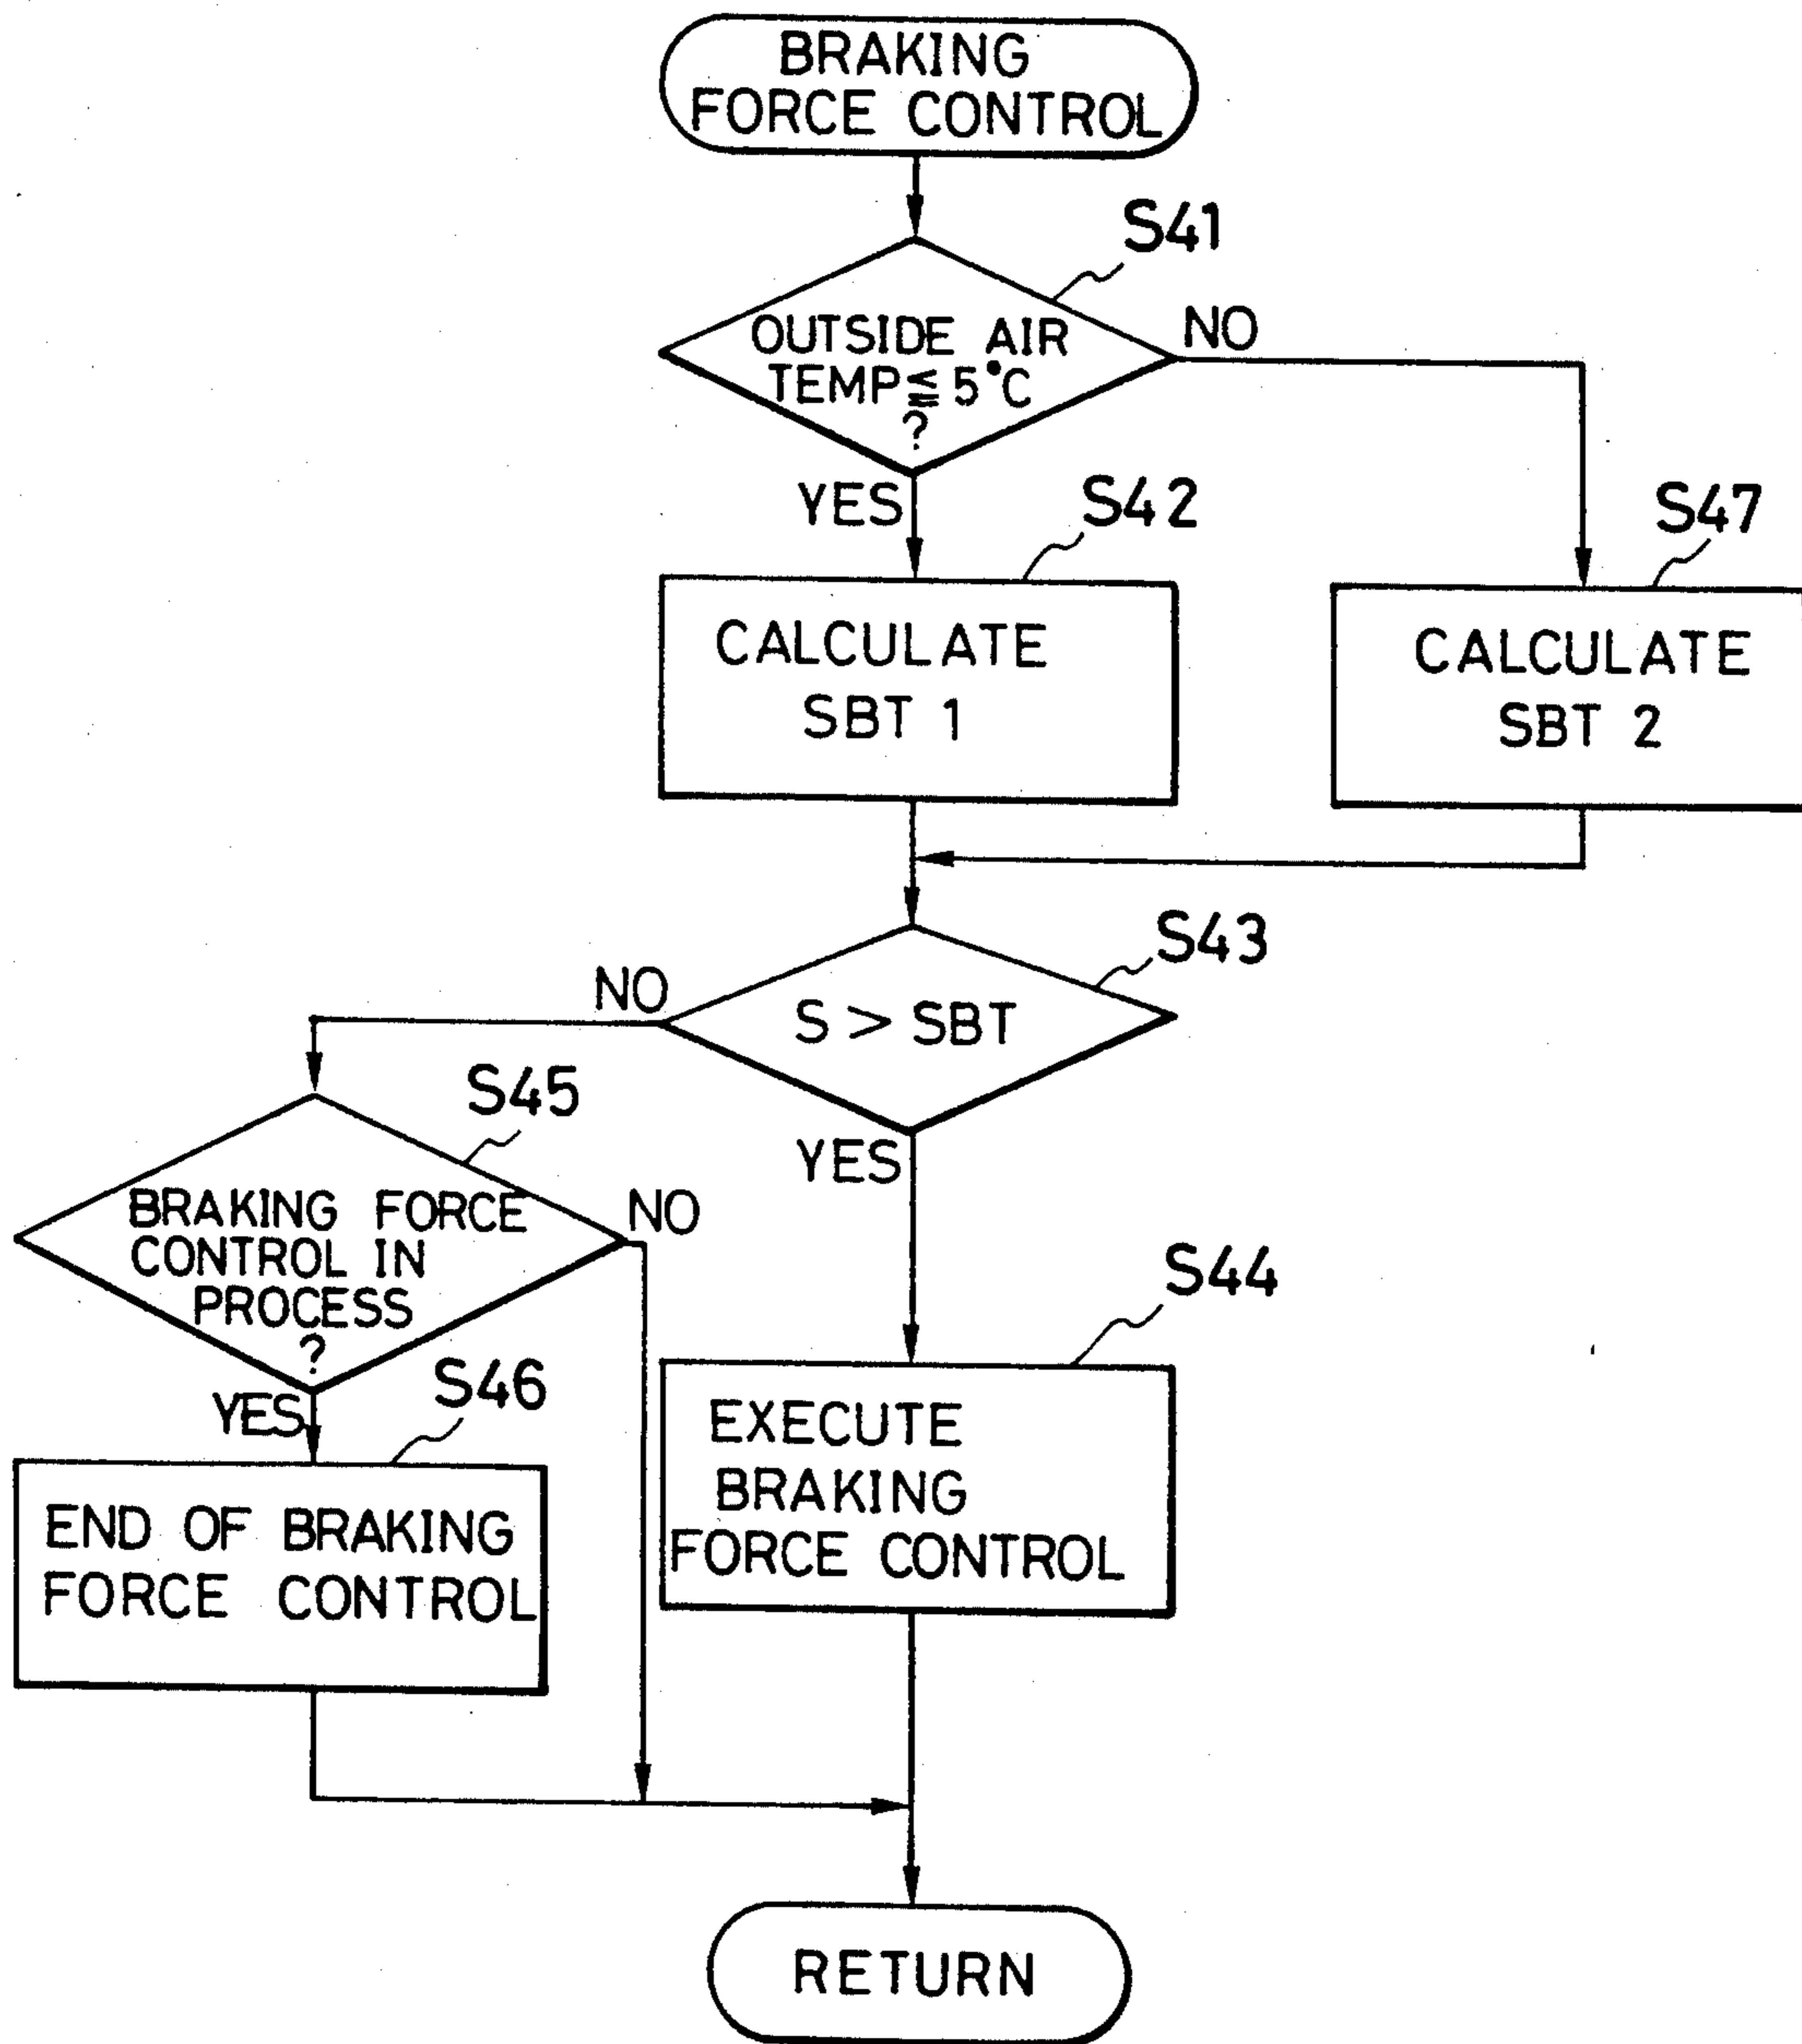 BRAKING
FORCE CONTROL
S41
OUTSIDE AIR
TEMP≦5°C
?
NO
YES
S42
S47
CALCULATE
SBT 1
CALCULATE
SBT 2
S43
NO
S > SBT
YES
S45
BRAKING FORCE
CONTROL IN
PROCESS
?
NO
YES
S46
S44
END OF BRAKING
FORCE CONTROL
EXECUTE
BRAKING
FORCE CONTROL
RETURN